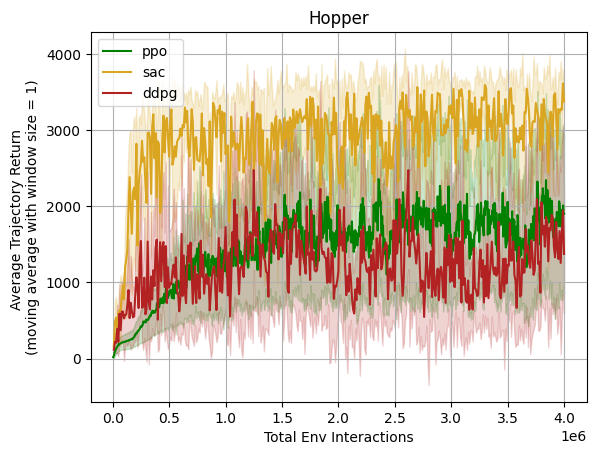 Hopper
ppo
sac
ddpg
Average Trajectory Return
(moving average with window size = 1)
4000
3000
2000
1000
0
0.0 0.5 1.0 1.5 2.0 2.5 3.0 3.5 4.0
1e6
Total Env Interactions